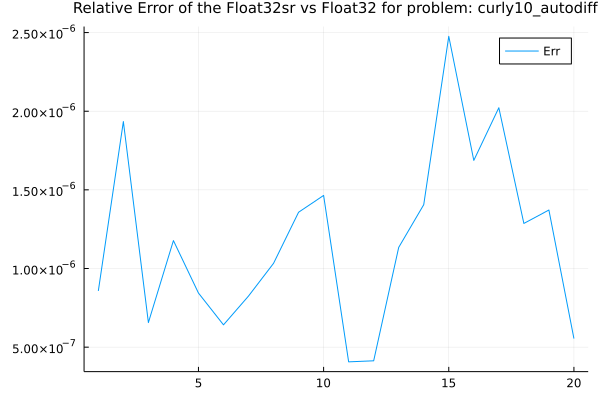 Relative Error of the Float32sr vs Float32 for problem: curly10_autodiff
2.50×10⁻⁶
Err
2.00×10⁻⁶
1.50×10⁻⁶
1.00×10⁻⁶
5.00×10⁻⁷
5 10 15 20